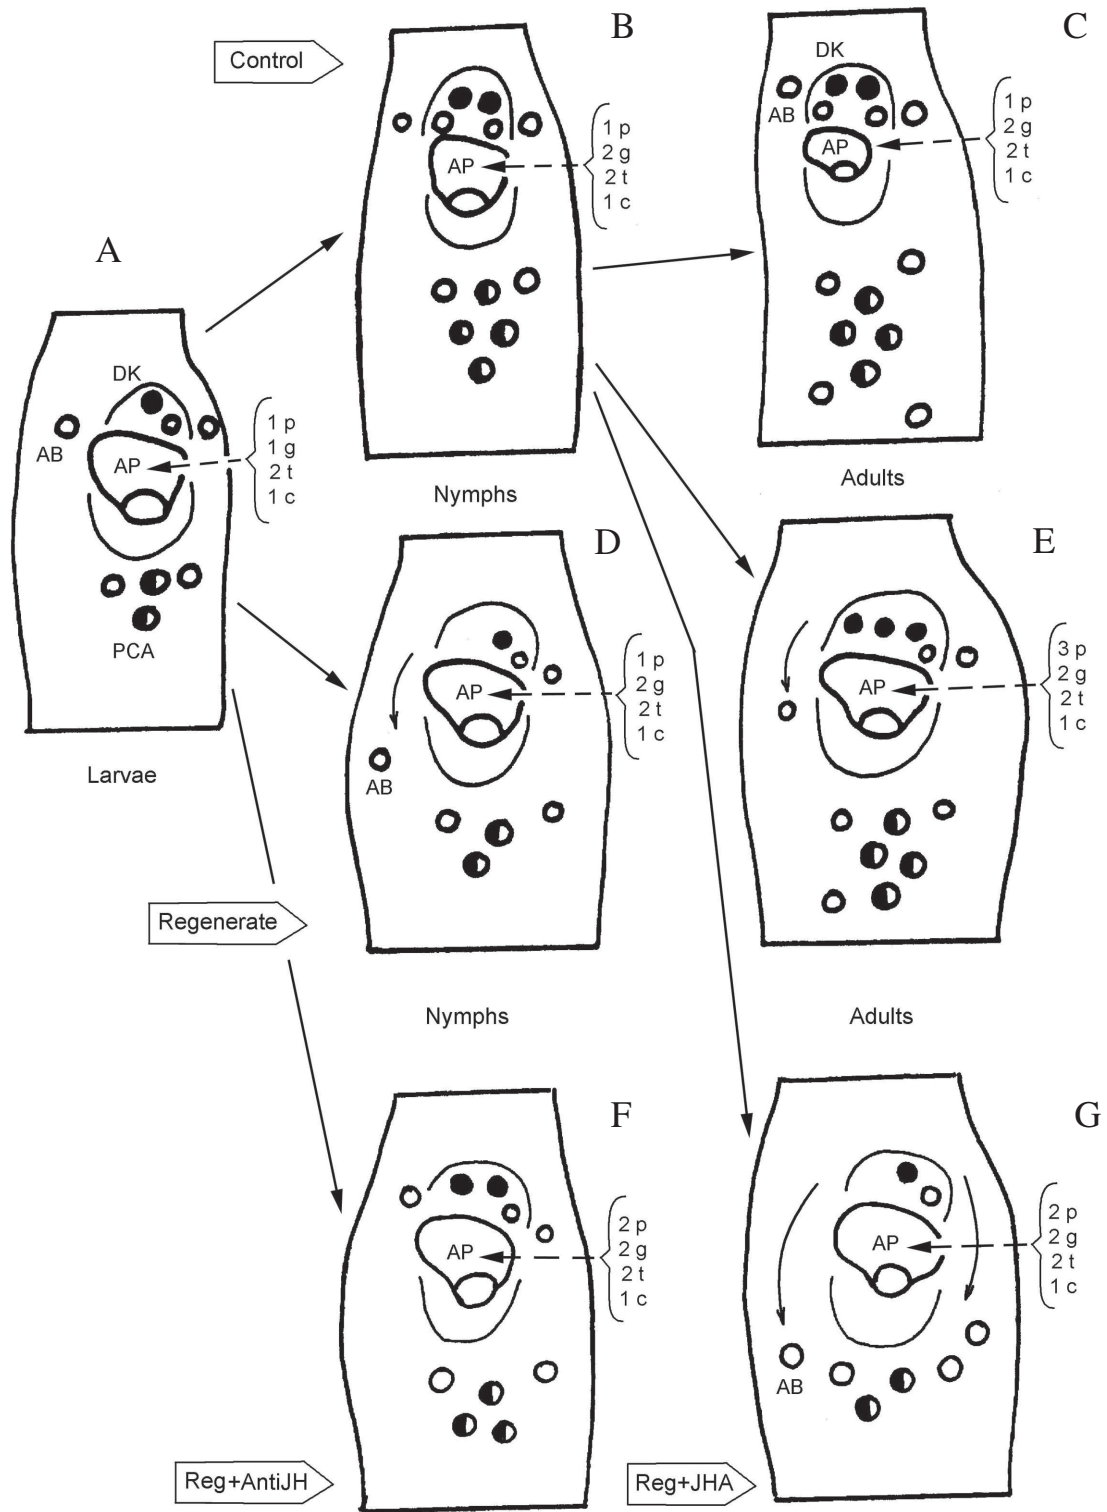 B
C
Control
DK
AB
AP
1 p
2 g
2 t
1 c
AP
1 p
2 g
2 t
1 c
A
DK
AB
AP
1 p
1 g
2 t
1 c
PCA
Larvae
Nymphs
Adults
D
E
AP
1 p
2 g
2 t
1 c
AB
AP
3 p
2 g
2 t
1 c
Regenerate
Nymphs
Adults
F
G
AP
2 p
2 g
2 t
1 c
AP
2 p
2 g
2 t
1 c
AB
Reg+AntiJH
Reg+JHA